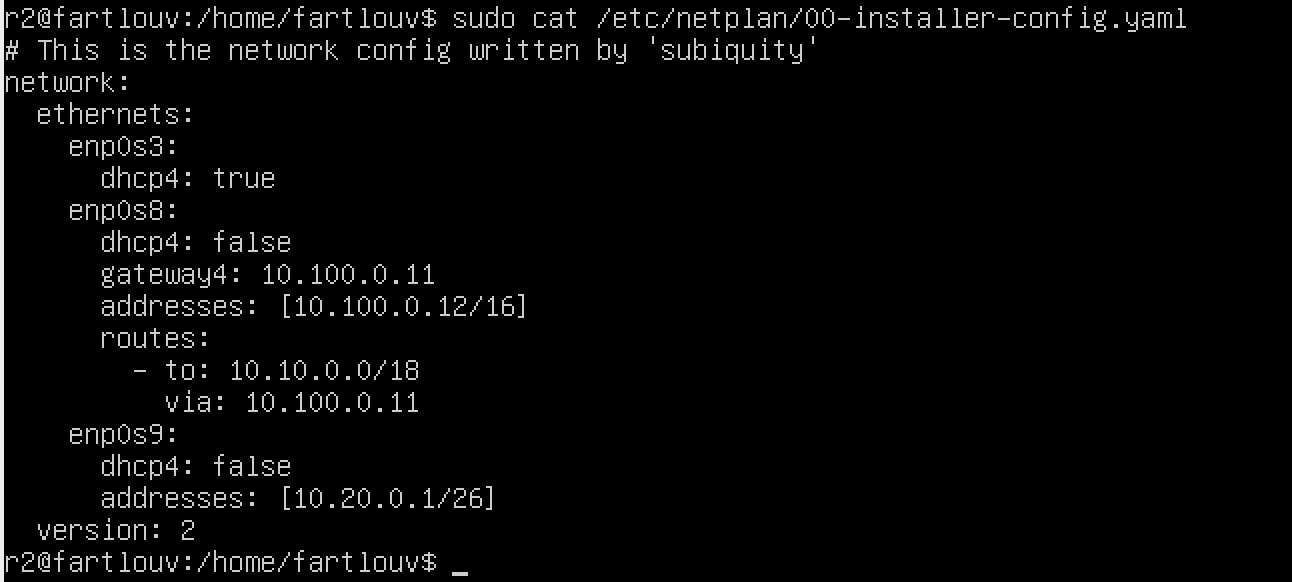 r2@fartlouv:/home/fartlouv$ sudo cat /etc/netplan/00-installer-config.yaml
# This is the network config written by 'subiquity'
network:
  ethernets:
    enp0s3:
      dhcp4: true
    enp0s8:
      dhcp4: false
      gateway4: 10.100.0.11
      addresses: [10.100.0.12/16]
      routes:
        - to: 10.10.0.0/18
          via: 10.100.0.11
    enp0s9:
      dhcp4: false
      addresses: [10.20.0.1/26]
  version: 2
r2@fartlouv:/home/fartlouv$ _